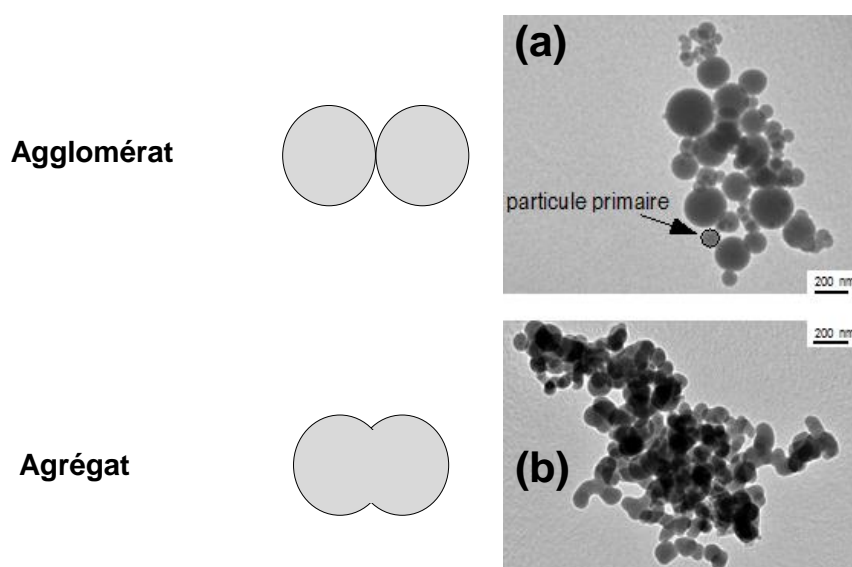 (a)
Agglomérat
particule primaire
200 nm
200 nm
Agrégat
(b)